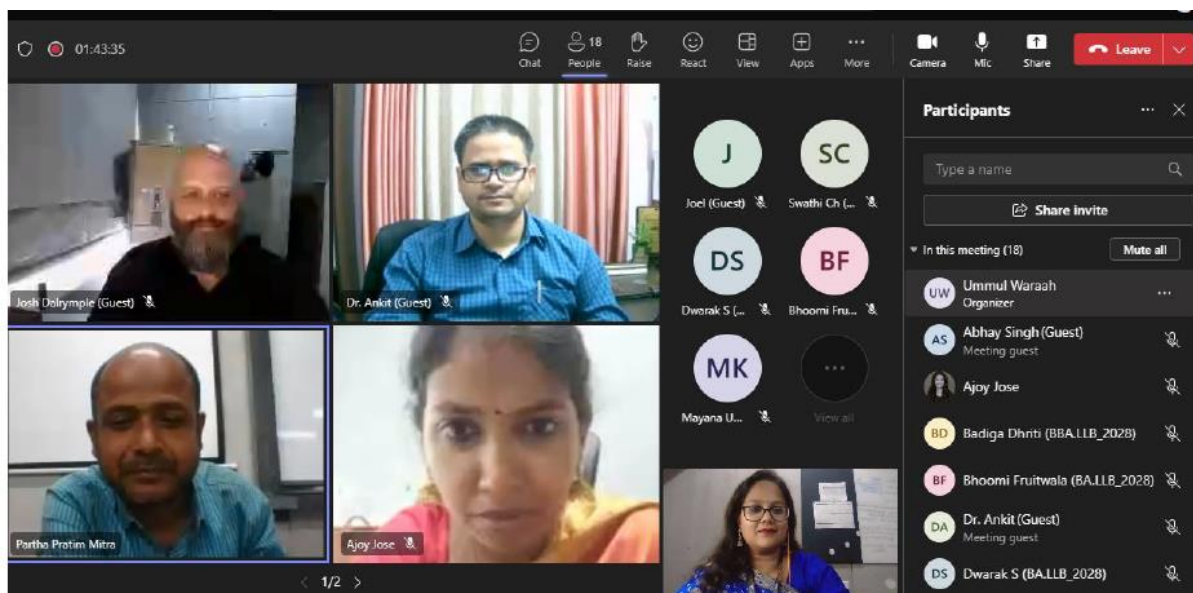 01:43:35
18
Chat
People
Raise
React
View
Apps
More
Camera
Mic
Share
Leave
Josh Dalrymple (Guest)
Dr. Ankit (Guest)
Partha Pratim Mitra
Ajoy Jose
1/2
J
SC
Joel (Guest)
Swathi Ch (...
DS
BF
Dwarak S (...
Bhoomi Fru...
MK
...
Mayana U...
View all
Participants
Type a name
Share invite
In this meeting (18)
Mute all
UW
Ummul Waraah
Organizer
AS
Abhay Singh (Guest)
Meeting guest
Ajoy Jose
BD
Badiga Dhriti (BBA.LLB_2028)
BF
Bhoomi Fruitwala (BA.LLB_2028)
DA
Dr. Ankit (Guest)
Meeting guest
DS
Dwarak S (BA.LLB_2028)